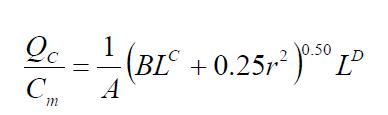 Q_C / C_m = 1 / A (BL^C + 0.25r^2)^0.50 L^D